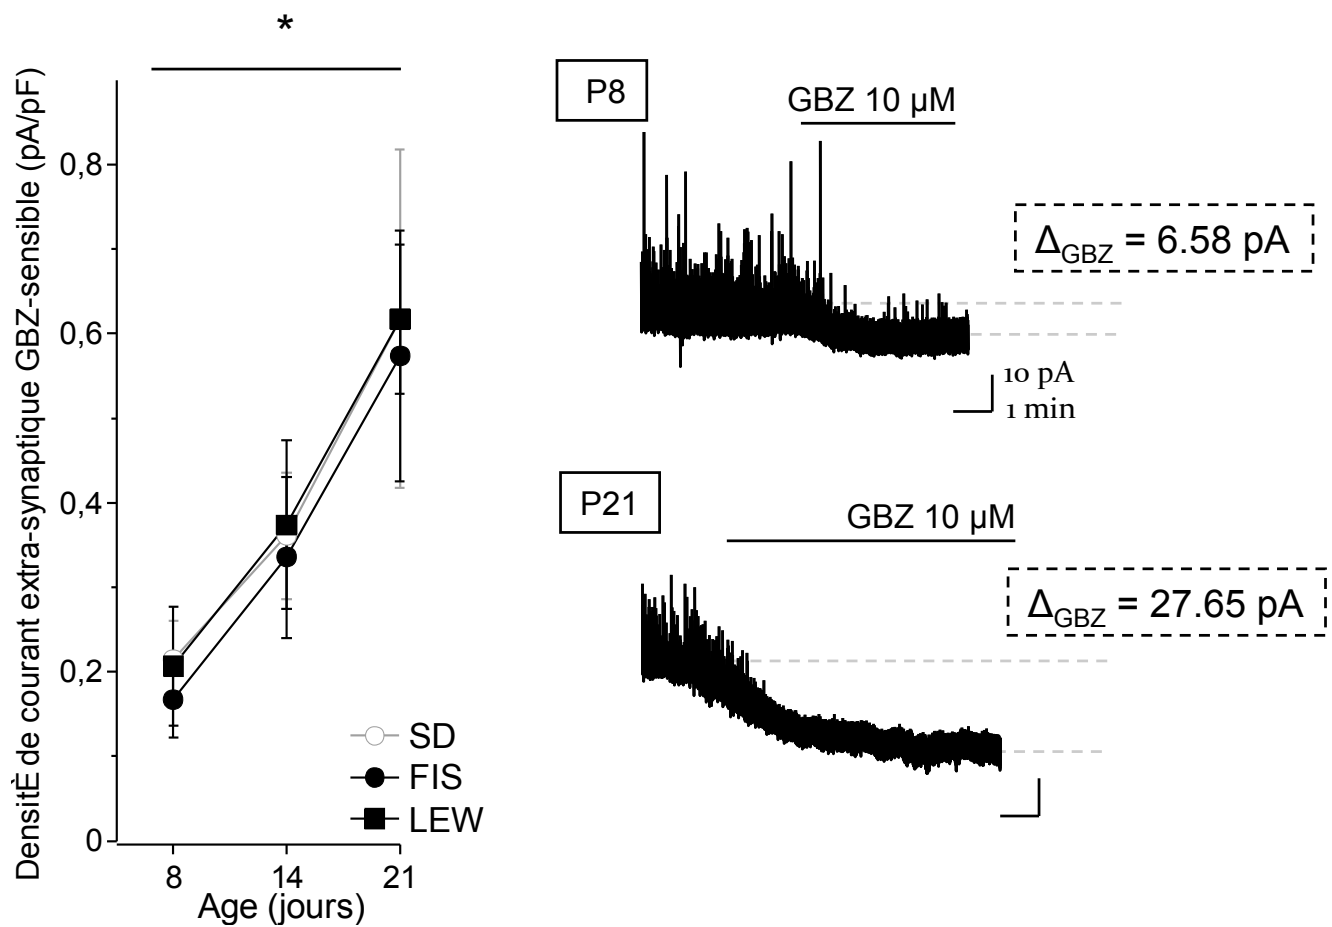 *
DensitÈ de courant extra-synaptique GBZ-sensible (pA/pF)
0,8
0,6
0,4
0,2
0
8 14 21
Age (jours)
SD
FIS
LEW
P8
GBZ 10 µM
ΔGBZ = 6.58 pA
10 pA
1 min
P21
GBZ 10 µM
ΔGBZ = 27.65 pA